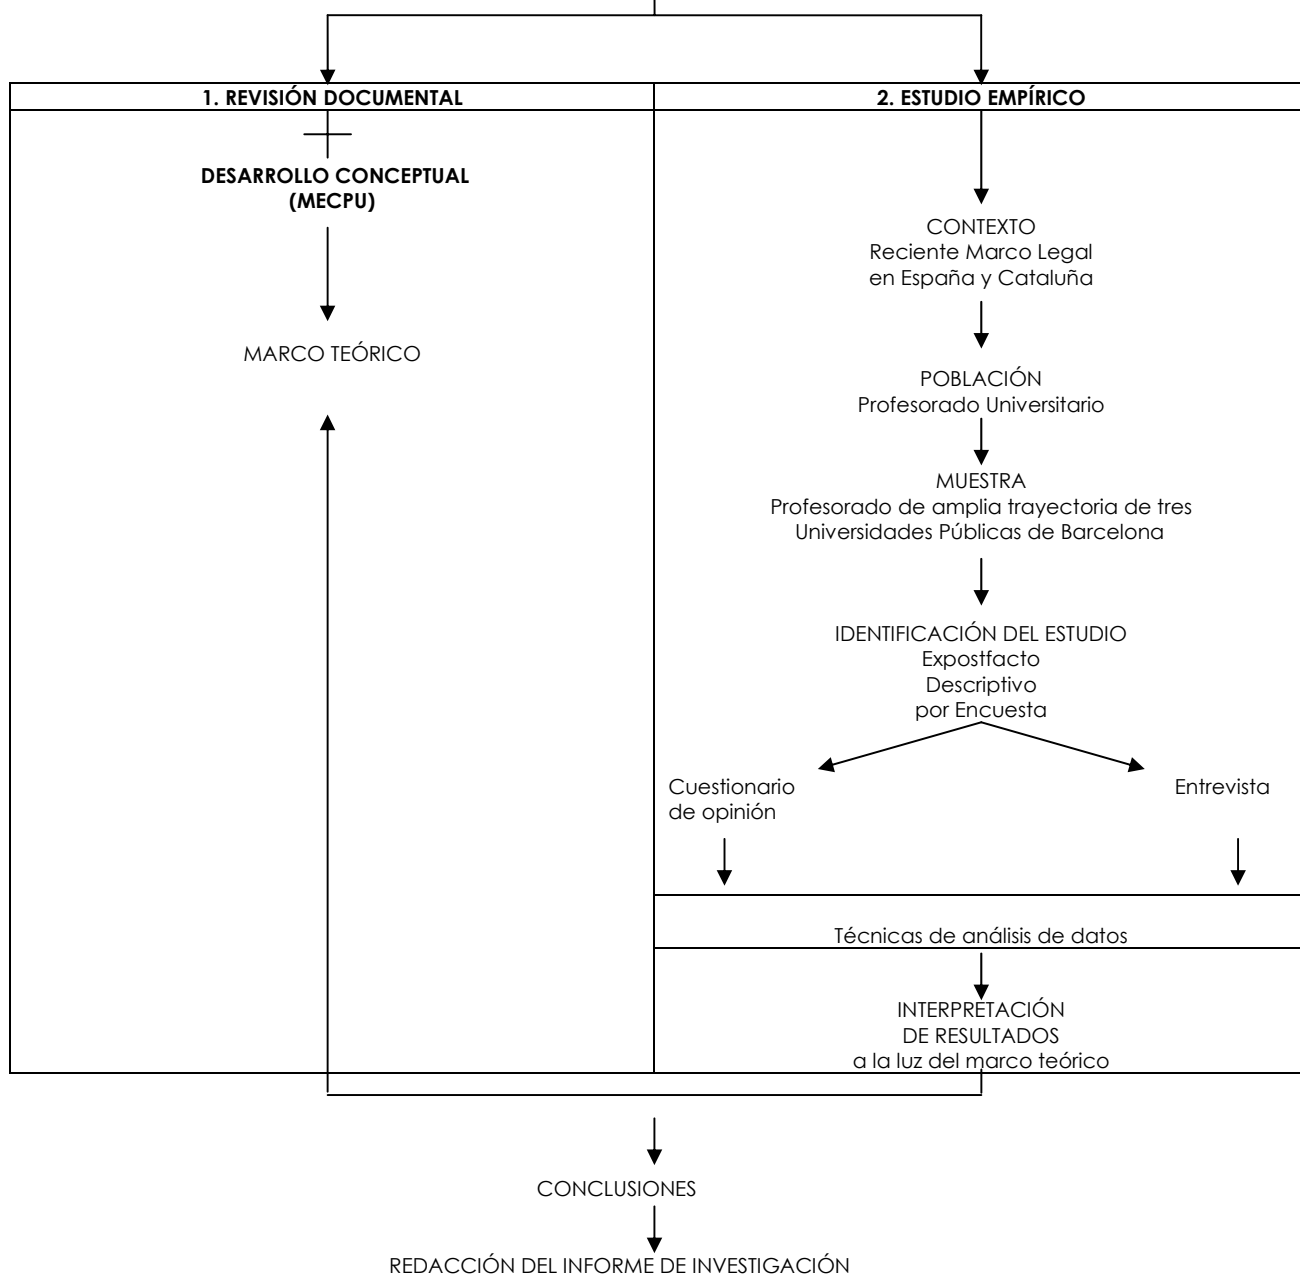 1. REVISIÓN DOCUMENTAL
DESARROLLO CONCEPTUAL
(MECPU)
MARCO TEÓRICO
2. ESTUDIO EMPÍRICO
CONTEXTO
Reciente Marco Legal
en España y Cataluña
POBLACIÓN
Profesorado Universitario
MUESTRA
Profesorado de amplia trayectoria de tres
Universidades Públicas de Barcelona
IDENTIFICACIÓN DEL ESTUDIO
Expostfacto
Descriptivo
por Encuesta
Cuestionario
de opinión
Entrevista
Técnicas de análisis de datos
INTERPRETACIÓN
DE RESULTADOS
a la luz del marco teórico
CONCLUSIONES
REDACCIÓN DEL INFORME DE INVESTIGACIÓN